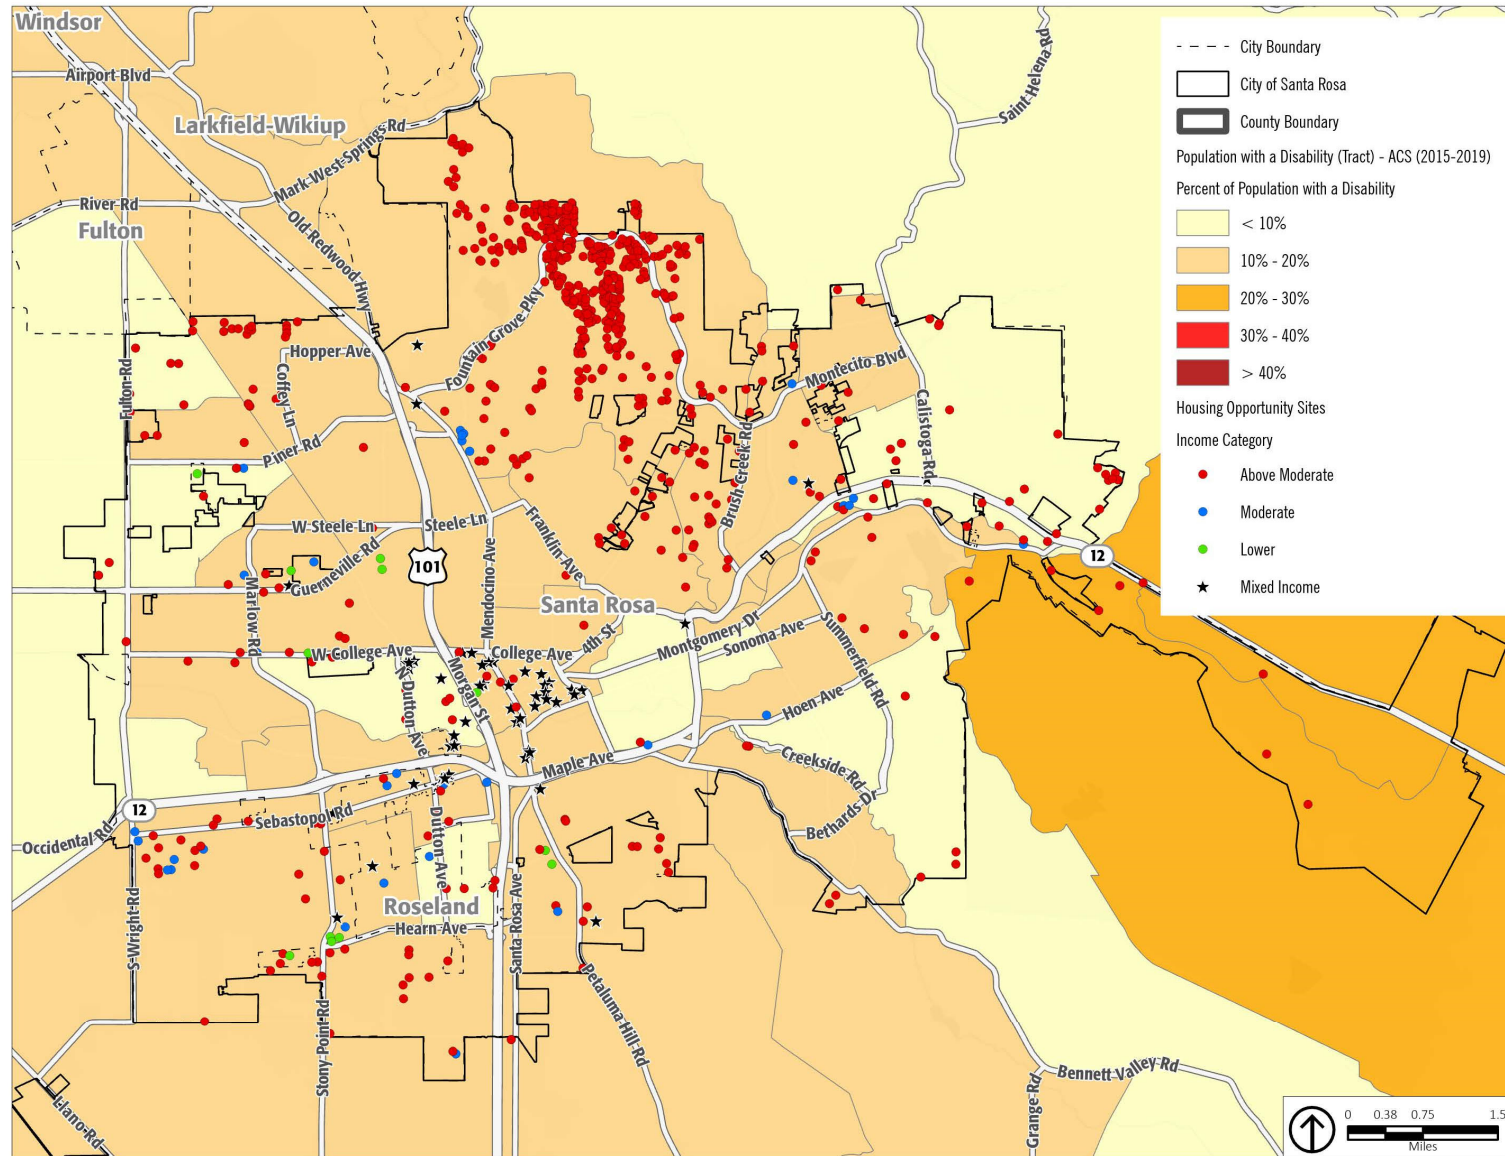 Windsor
Airport Blvd
Larkfield-Wikiup
Mark West Springs Rd
Saint Helena Rd
River Rd
Fulton
Old Redwood Hwy
Fountain Grove Pky
Hopper Ave
Coffey Ln
Fulton Rd
Montecito Blvd
Calistoga Rd
Piner Rd
Brush Creek Rd
W Steele Ln
Steele Ln
Franklin Ave
Guerneville Rd
101
Mendocino Ave
12
Marlow Rd
Santa Rosa
4th St
Montgomery Dr
Sonoma Ave
Summerfield Rd
W College Ave
College Ave
N Dutton Ave
Morgan St
Hoen Ave
Maple Ave
Creekside Rd
Bethards Dr
12
Occidental Rd
Sebastopol Rd
Dutton Ave
S Wright Rd
Roseland
Hearn Ave
Santa Rosa Ave
Stony Point Rd
Petaluma Hill Rd
Bennett Valley Rd
Grange Rd
Llano Rd
City Boundary
City of Santa Rosa
County Boundary
Population with a Disability (Tract) - ACS (2015-2019)
Percent of Population with a Disability
< 10%
10% - 20%
20% - 30%
30% - 40%
> 40%
Housing Opportunity Sites
Income Category
Above Moderate
Moderate
Lower
Mixed Income
0 0.38 0.75 1.5
Miles